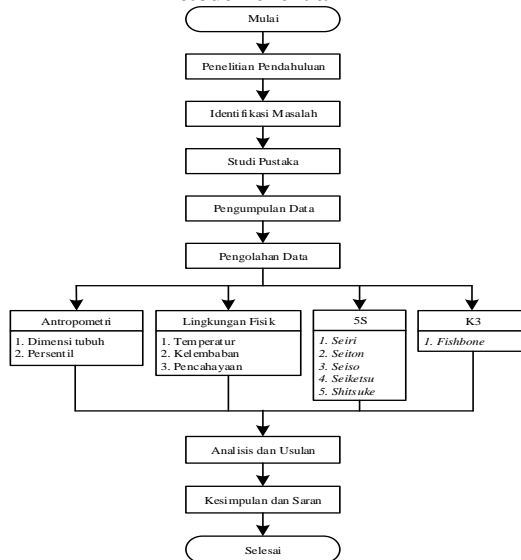 Mulai
Penelitian Pendahuluan
Identifikasi Masalah
Studi Pustaka
Pengumpulan Data
Pengolahan Data
Antropometri
1. Dimensi tubuh
2. Persentil
Lingkungan Fisik
1. Temperatur
2. Kelembaban
3. Pencahayaan
5S
1. Seiri
2. Seiton
3. Seiso
4. Seiketsu
5. Shitsuke
K3
1. Fishbone
Analisis dan Usulan
Kesimpulan dan Saran
Selesai